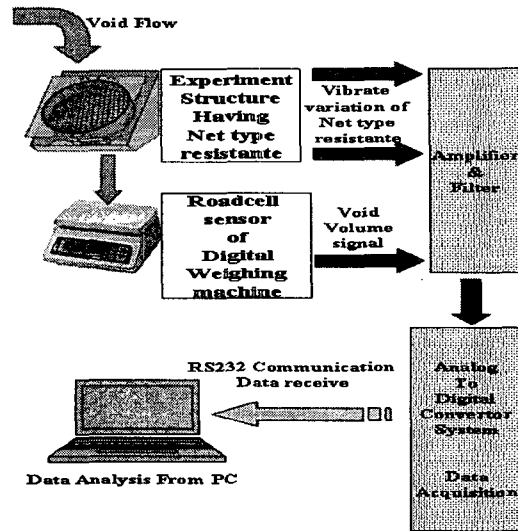 Void Flow
Experiment
Structure
Having
Net type
resistante
Vibrate
variation of
Net type
resistante
Amplifior
&
Filter
Roadcell
sensor
of
Digital
Weighing
machine
Void
Volume
signal
RS232 Communication
Data receive
Analog
To
Digital
Convertor
System
Data
Acquisition
Data Analysis From PC